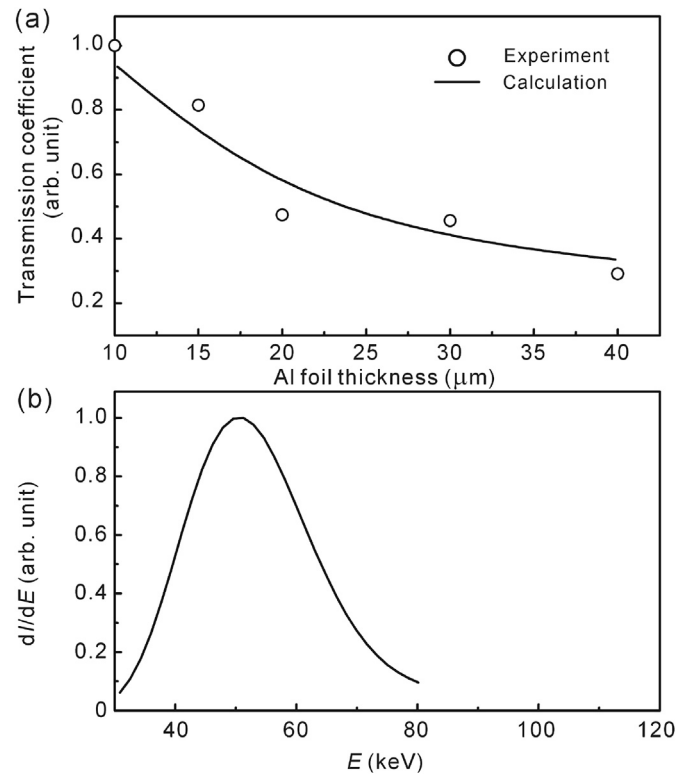 (a)
Transmission coefficient
(arb. unit)
1.0
0.8
0.6
0.4
0.2
Experiment
Calculation
10 15 20 25 30 35 40
Al foil thickness (μm)
(b)
dI/dE (arb. unit)
1.0
0.8
0.6
0.4
0.2
0
40 60 80 100 120
E (keV)